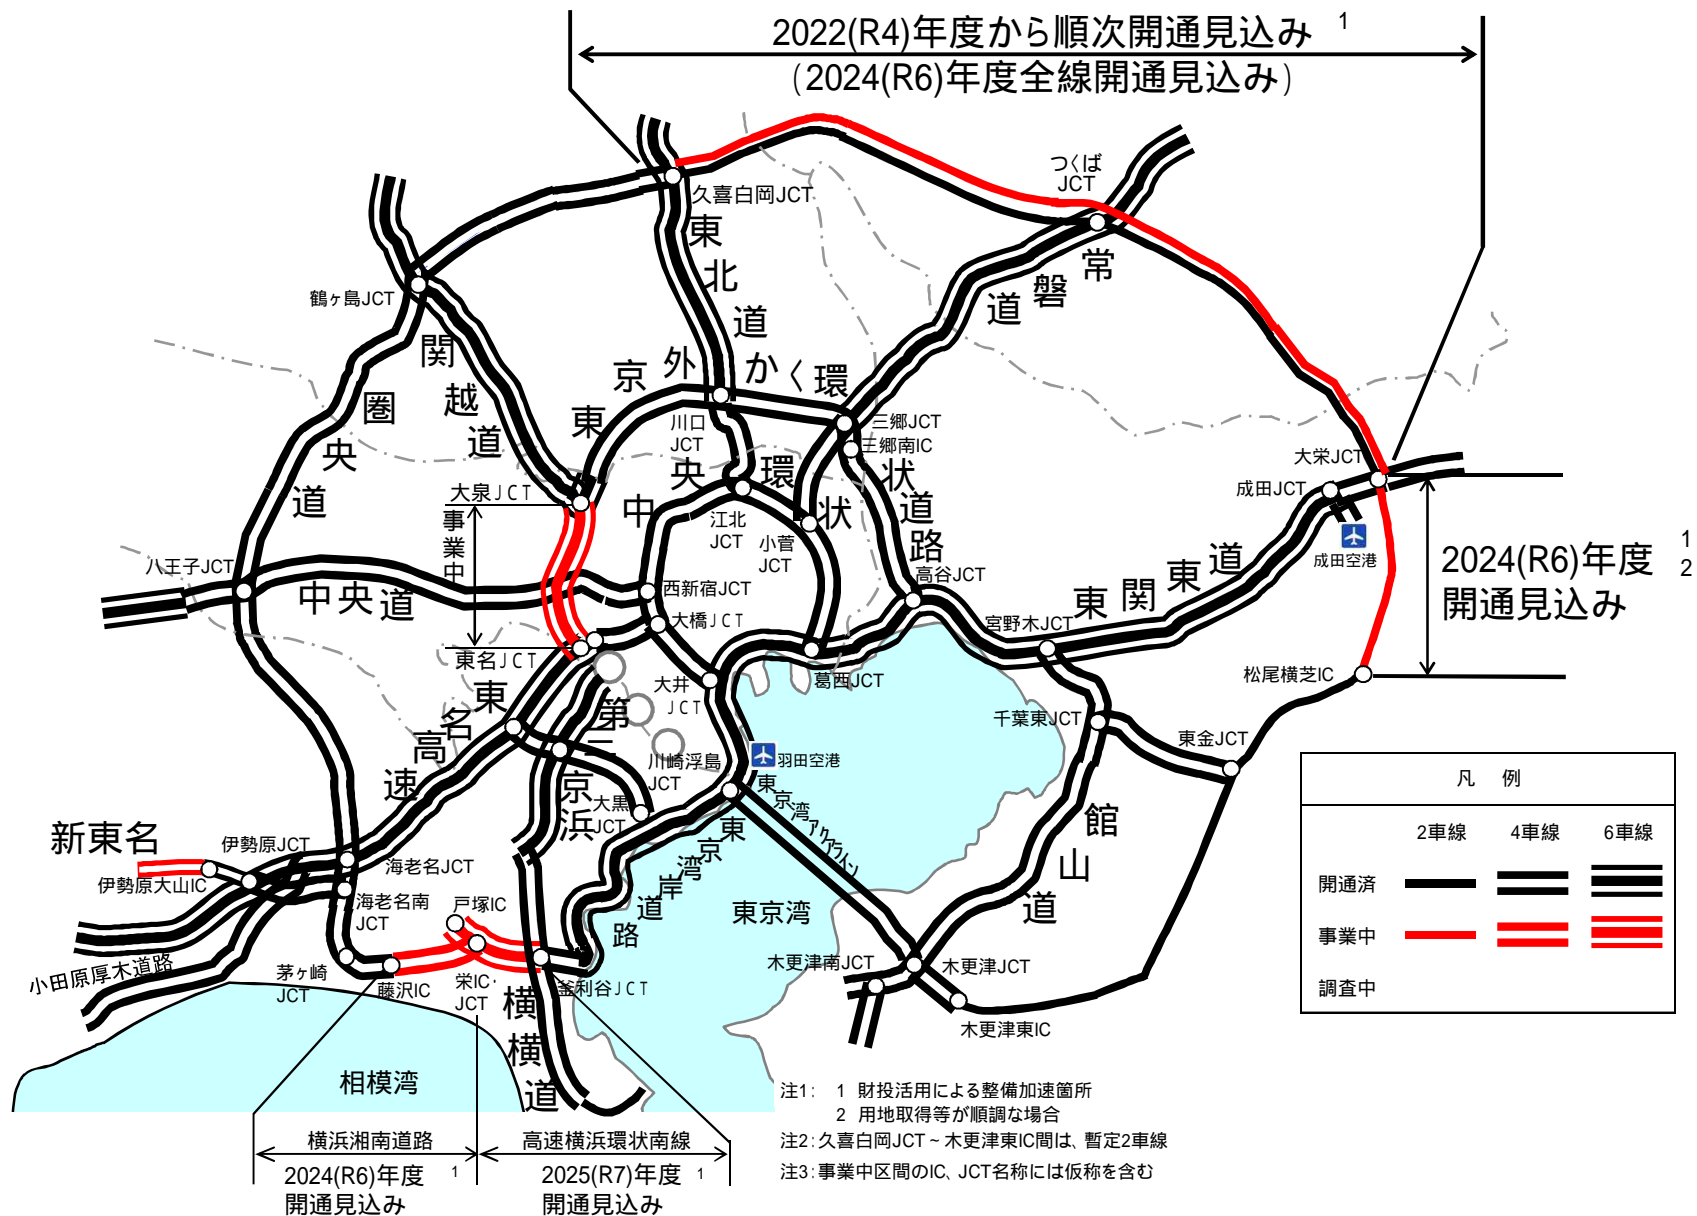 2022(R4)年度から順次開通見込み 1
(2024(R6)年度全線開通見込み)
つくば
JCT
久喜白岡JCT
東北道
常磐道
鶴ヶ島JCT
関越道
圏央道
東京外かく環状道路
川口
JCT
三郷JCT
三郷南IC
中央環状
大泉JCT
事業中
江北
JCT
小菅
JCT
大栄JCT
成田JCT
成田空港
2024(R6)年度 1
開通見込み 2
八王子JCT
中央道
西新宿JCT
大橋JCT
高谷JCT
宮野木JCT
東関東道
東名JCT
大井
JCT
葛西JCT
松尾横芝IC
東名高速
第三京浜
千葉東JCT
東金JCT
川崎浮島
JCT
羽田空港
大黒
JCT
東京湾アクアライン
東京湾岸道路
館山道
新東名
伊勢原JCT
伊勢原大山IC
海老名JCT
海老名南
JCT
戸塚IC
東京湾
小田原厚木道路
茅ヶ崎
JCT
藤沢IC
栄IC・
JCT
釜利谷JCT
木更津南JCT
木更津JCT
木更津東IC
横横道
相模湾
横浜湘南道路
2024(R6)年度 1
開通見込み
高速横浜環状南線
2025(R7)年度 1
開通見込み
凡 例
2車線 4車線 6車線
開通済
事業中
調査中
注1: 1 財投活用による整備加速箇所
2 用地取得等が順調な場合
注2:久喜白岡JCT~木更津東IC間は、暫定2車線
注3:事業中区間のIC、JCT名称には仮称を含む